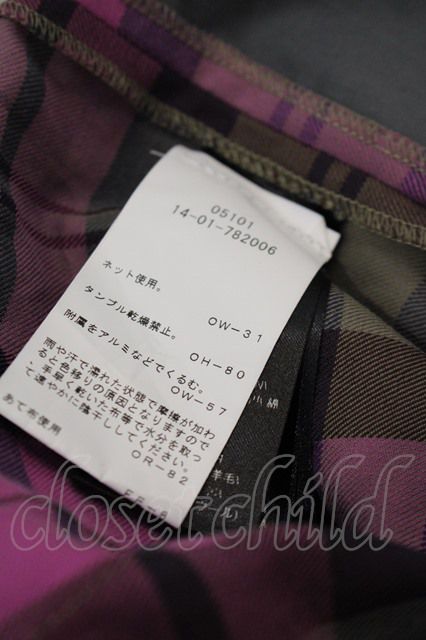 05101
14-01-782006
ネット使用。
OW-31
タンブル乾燥禁止。
OH-80
附属をアルミなどでくるむ。
OW-57
雨や汗で濡れた状態で摩擦が加わ
ると色移りの原因となりますので
手早く乾いた布等で水分を取っ
て速やかに陰干ししてください。
OR-82
あて布使用
羊毛)
closet child